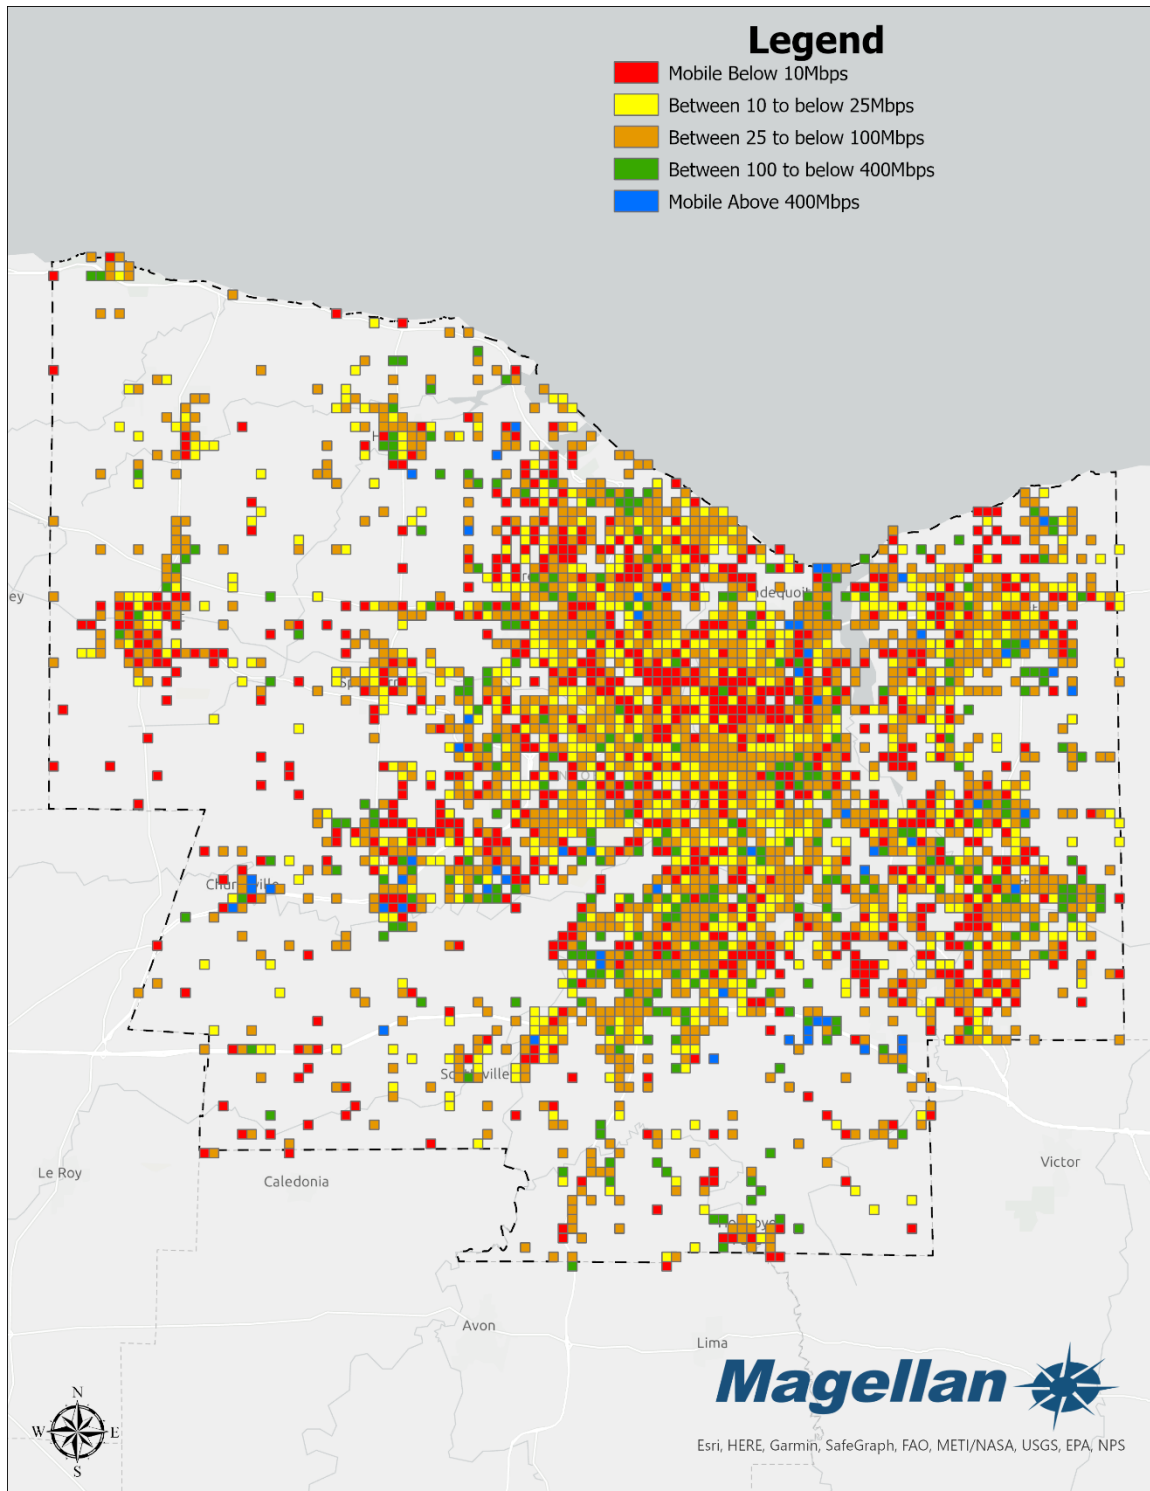 Legend
Mobile Below 10Mbps
Between 10 to below 25Mbps
Between 25 to below 100Mbps
Between 100 to below 400Mbps
Mobile Above 400Mbps
ey
Le Roy
Caledonia
Victor
Avon
Lima
Magellan
N
W E
S
Esri, HERE, Garmin, SafeGraph, FAO, METI/NASA, USGS, EPA, NPS